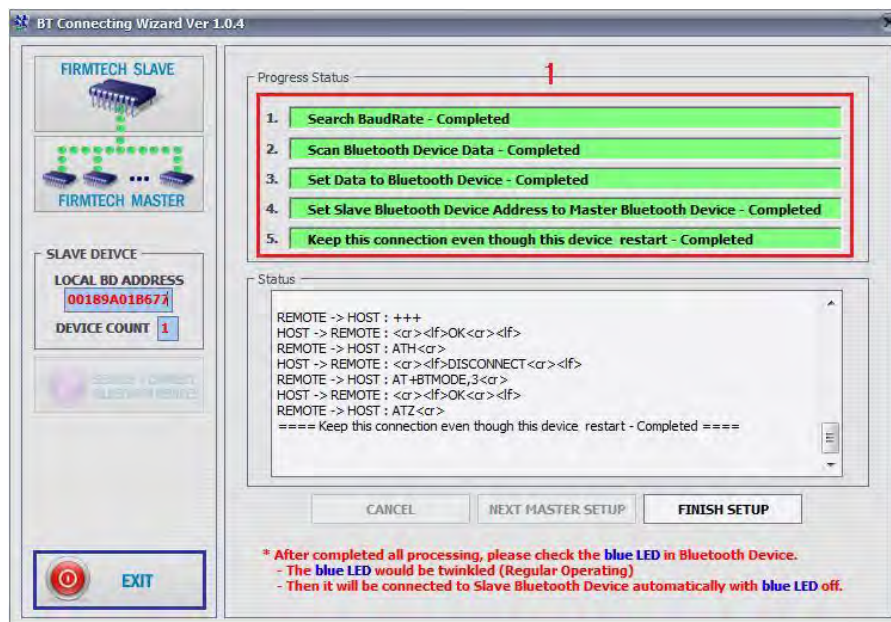 BT Connecting Wizard Ver 1.0.4
FIRMTECH SLAVE
...
FIRMTECH MASTER
SLAVE DEIVCE
LOCAL BD ADDRESS
00189A01B677
DEVICE COUNT 1
EXIT
Progress Status
1
1. Search BaudRate - Completed
2. Scan Bluetooth Device Data - Completed
3. Set Data to Bluetooth Device - Completed
4. Set Slave Bluetooth Device Address to Master Bluetooth Device - Completed
5. Keep this connection even though this device restart - Completed
Status
REMOTE -> HOST : +++
HOST -> REMOTE : <cr><lf>OK<cr><lf>
REMOTE -> HOST : ATH<cr>
HOST -> REMOTE : <cr><lf>DISCONNECT<cr><lf>
REMOTE -> HOST : AT+BTMODE,3<cr>
HOST -> REMOTE : <cr><lf>OK<cr><lf>
REMOTE -> HOST : ATZ<cr>
==== Keep this connection even though this device restart - Completed ====
CANCEL NEXT MASTER SETUP FINISH SETUP
* After completed all processing, please check the blue LED in Bluetooth Device.
- The blue LED would be twinkled (Regular Operating)
- Then it will be connected to Slave Bluetooth Device automatically with blue LED off.